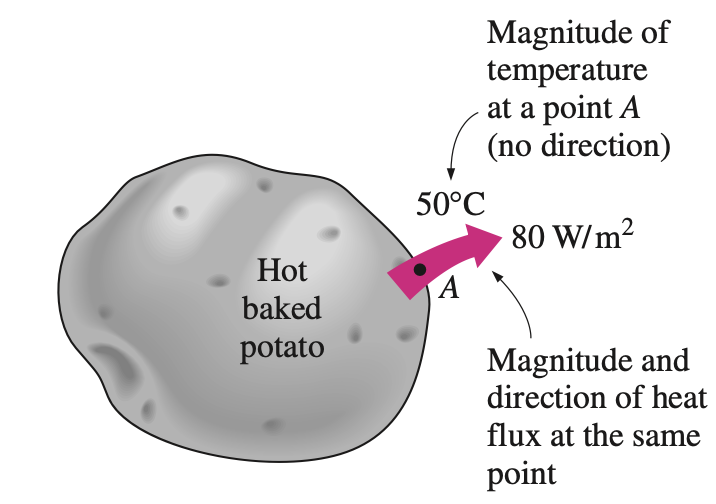 Magnitude of
temperature
at a point A
(no direction)
50°C
80 W/m²
A
Hot
baked
potato
Magnitude and
direction of heat
flux at the same
point